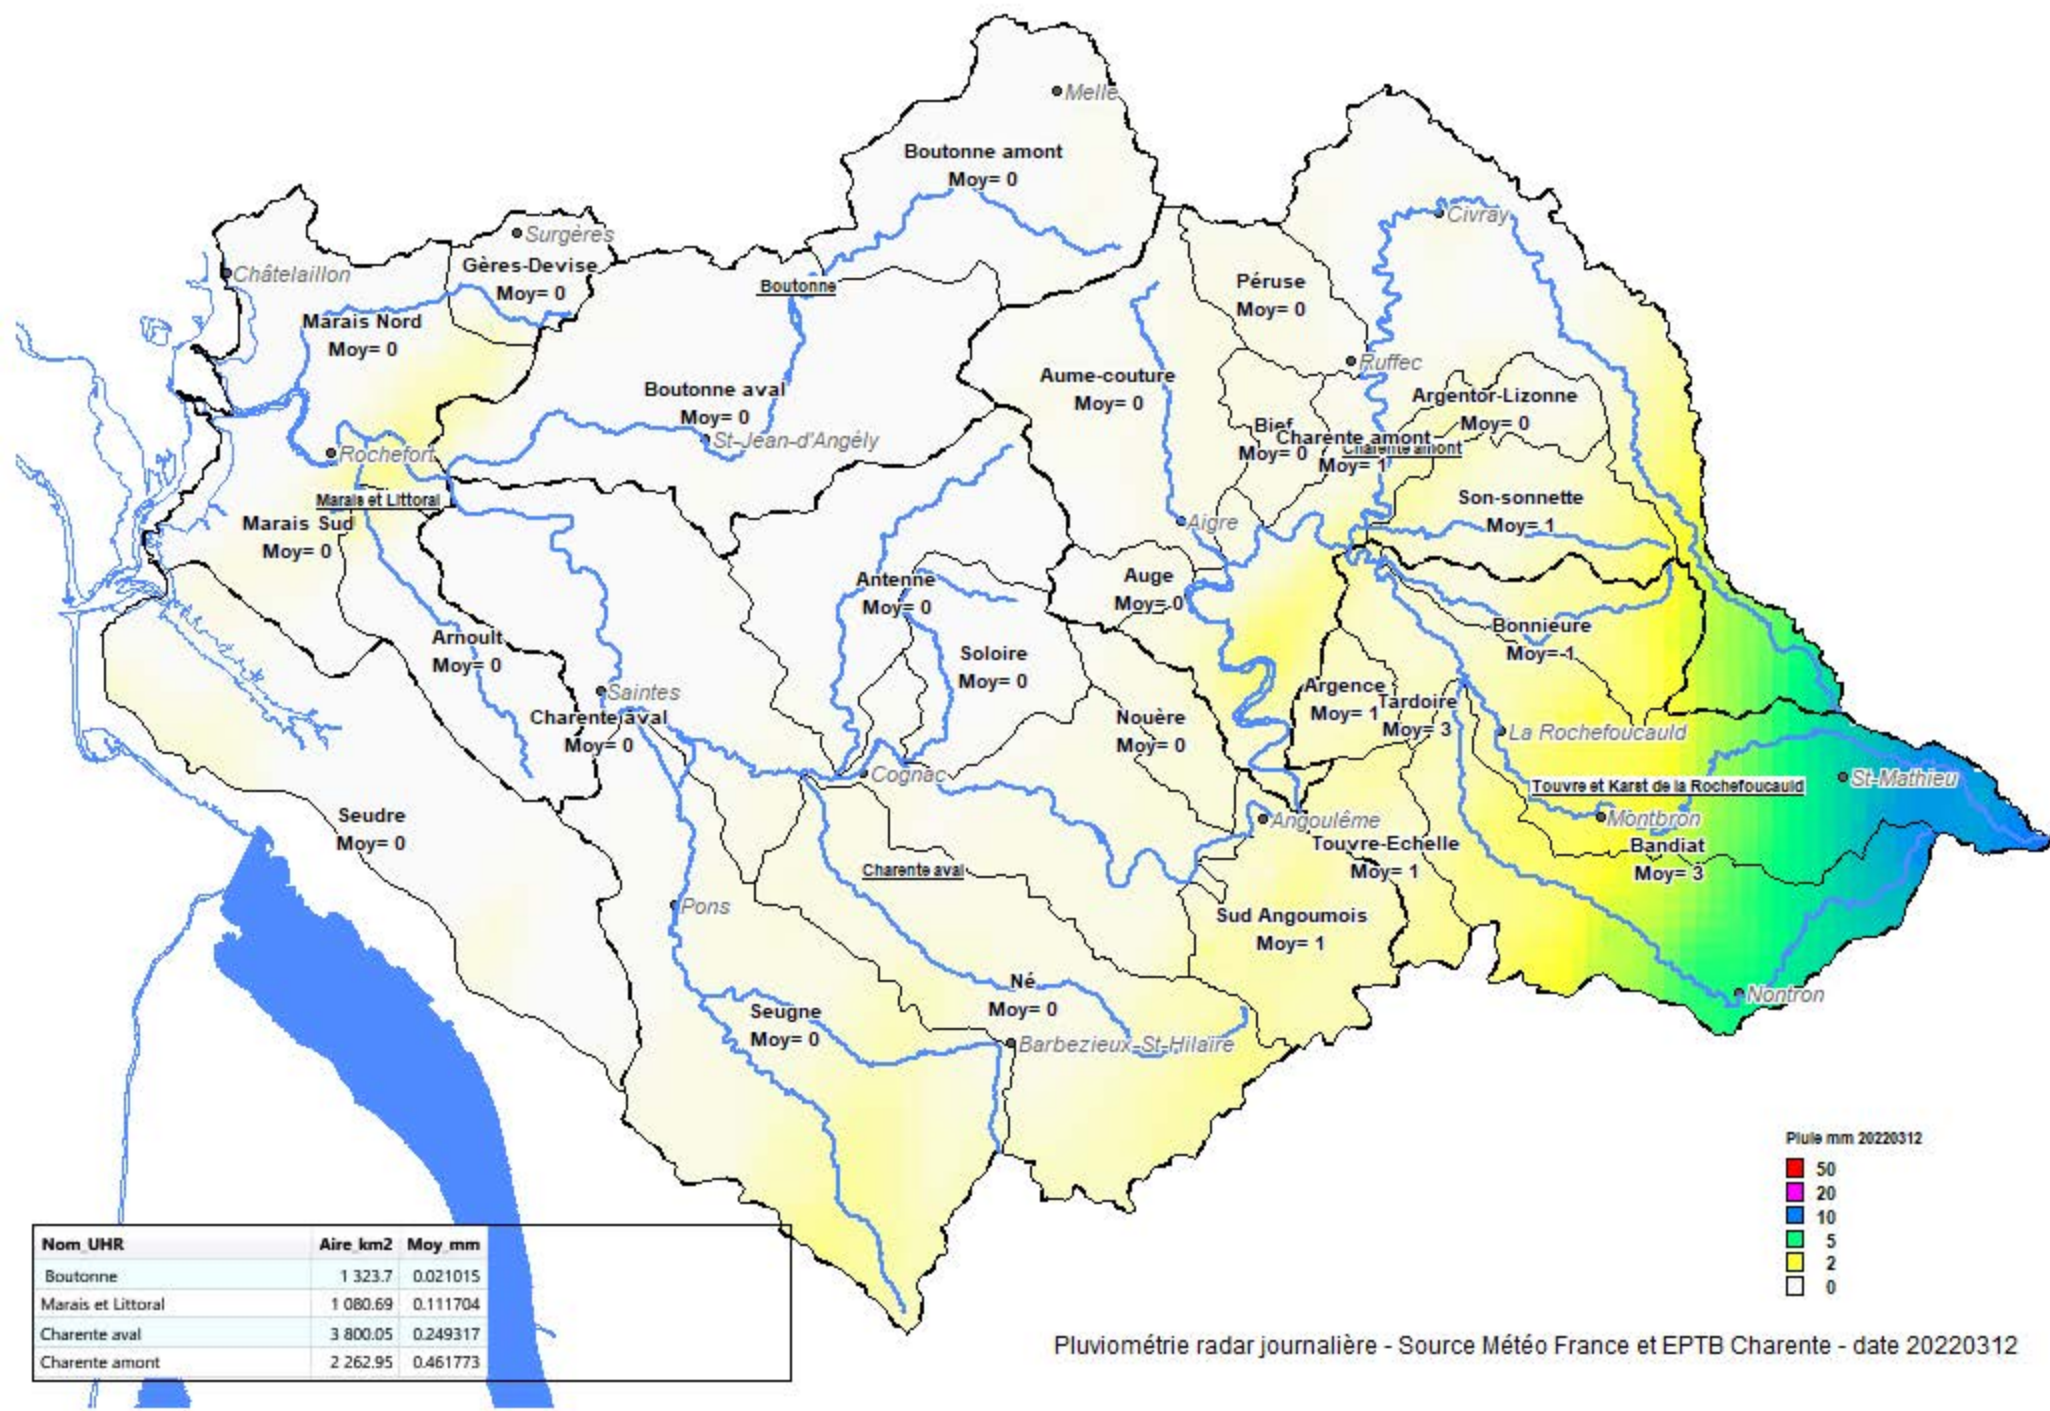 Melle
Boutonne amont
Moy= 0
Civray
Surgères
Châtelaillon
Gères-Devise
Moy= 0
Boutonne
Péruse
Moy= 0
Marais Nord
Moy= 0
Ruffec
Boutonne aval
Moy= 0
Aume-couture
Moy= 0
Argentor-Lizonne
Moy= 0
St-Jean-d'Angély
Bief
Moy= 0
Charente amont
Moy= 1
Charente amont
Rochefort
Marais et Littoral
Marais Sud
Moy= 0
Son-sonnette
Moy= 1
Aigre
Antenne
Moy= 0
Auge
Moy= 0
Arnoult
Moy= 0
Soloire
Moy= 0
Bonnieure
Moy= 1
Saintes
Charente aval
Moy= 0
Nouère
Moy= 0
Argence
Moy= 1
Tardoire
Moy= 3
La Rochefoucauld
Cognac
Touvre et Karst de la Rochefoucauld
St-Mathieu
Seudre
Moy= 0
Angoulême
Montbron
Touvre-Echelle
Moy= 1
Bandiat
Moy= 3
Charente aval
Pons
Sud Angoumois
Moy= 1
Né
Moy= 0
Nontron
Seugne
Moy= 0
Barbezieux-St-Hilaire
Pluie mm 20220312
50
20
10
5
2
0
Nom_UHR Aire_km2 Moy_mm
Boutonne 1 323.7 0.021015
Marais et Littoral 1 080.69 0.111704
Charente aval 3 800.05 0.249317
Charente amont 2 262.95 0.461773
Pluviométrie radar journalière - Source Météo France et EPTB Charente - date 20220312